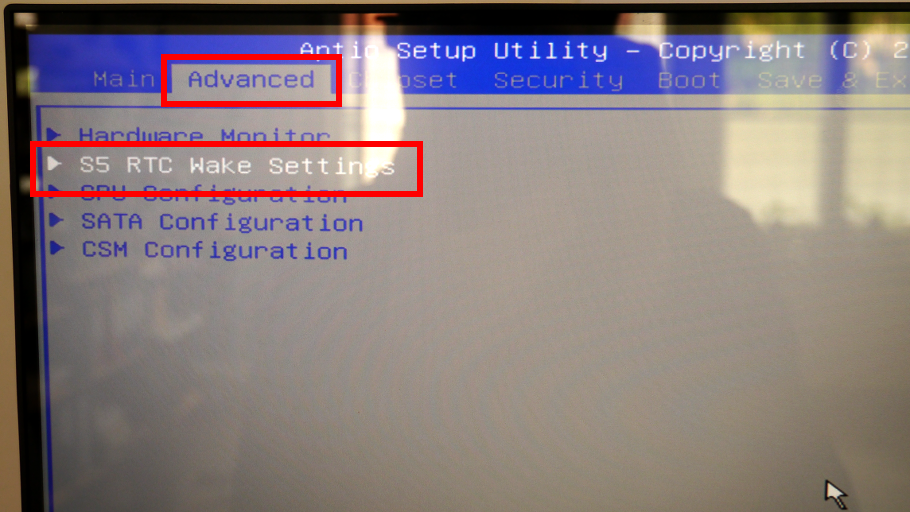 Aptio Setup Utility – Copyright (C) 2
Main Advanced Chipset Security Boot Save & Ex
Hardware Monitor
S5 RTC Wake Settings
CPU Configuration
SATA Configuration
CSM Configuration